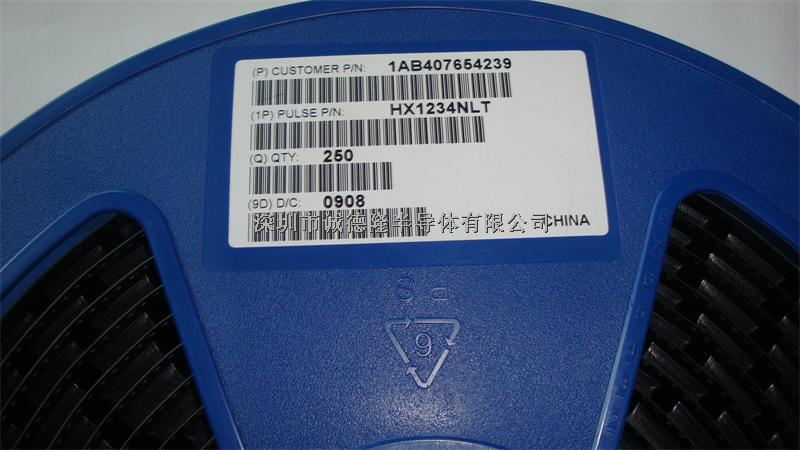 (P) CUSTOMER P/N: 1AB407654239
(1P) PULSE P/N: HX1234NLT
(Q) QTY: 250
(9D) D/C: 0908
深圳市诚德隆半导体有限公司
CHINA
PS
6